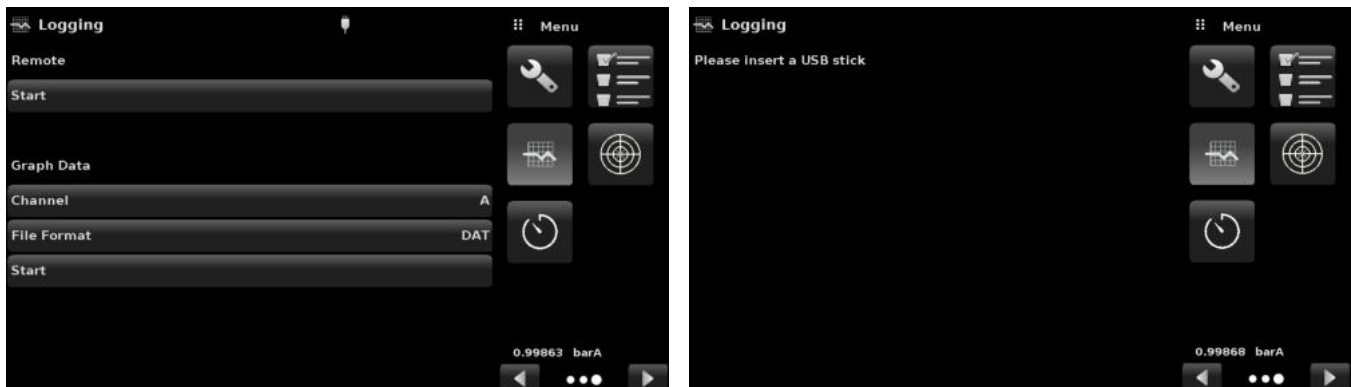 Logging
Menu
Remote
Start
Graph Data
Channel A
File Format DAT
Start
0.99863 barA
Logging
Menu
Please insert a USB stick
0.99868 barA